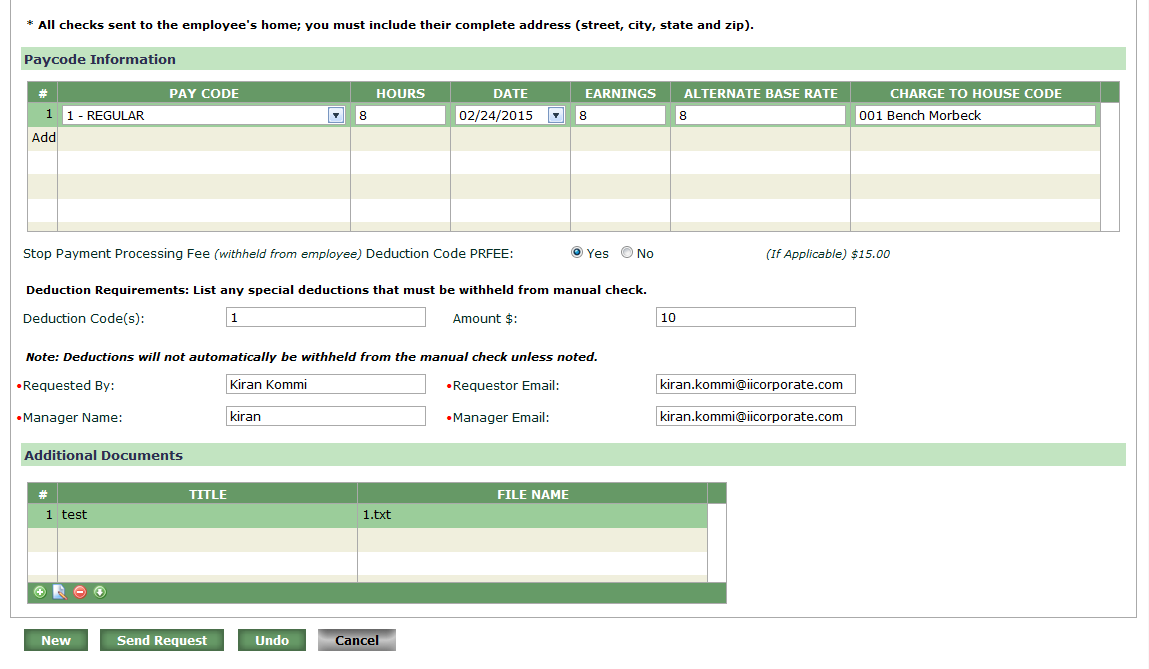 * All checks sent to the employee's home; you must include their complete address (street, city, state and zip).
Paycode Information
# PAY CODE HOURS DATE EARNINGS ALTERNATE BASE RATE CHARGE TO HOUSE CODE
1 1 - REGULAR 8 02/24/2015 8 8 001 Bench Morbeck
Add
Stop Payment Processing Fee (withheld from employee) Deduction Code PRFEE: Yes No (If Applicable) $15.00
Deduction Requirements: List any special deductions that must be withheld from manual check.
Deduction Code(s): 1 Amount $: 10
Note: Deductions will not automatically be withheld from the manual check unless noted.
•Requested By: Kiran Kommi •Requestor Email: kiran.kommi@iicorporate.com
•Manager Name: kiran •Manager Email: kiran.kommi@iicorporate.com
Additional Documents
# TITLE FILE NAME
1 test 1.txt
New Send Request Undo Cancel